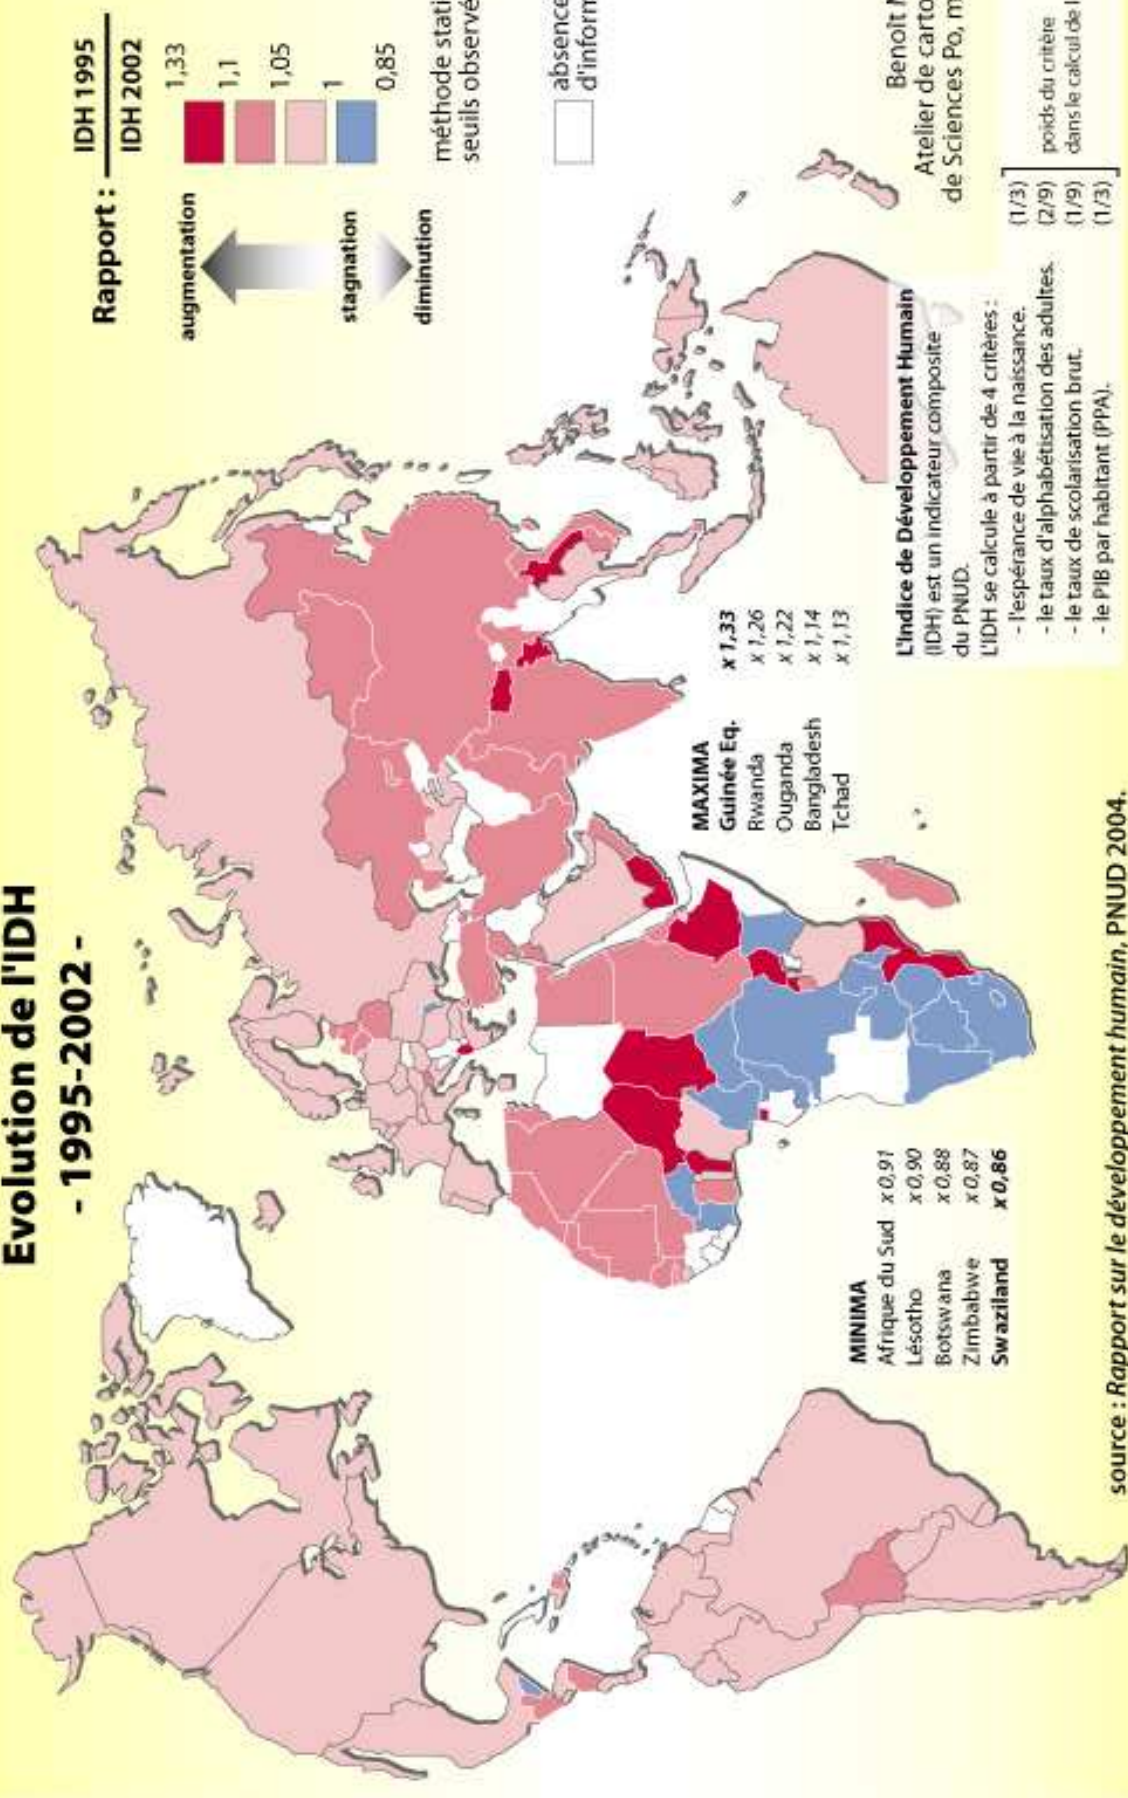 Evolution de l'IDH
- 1995-2002 -
Rapport :
IDH 1995
IDH 2002
augmentation
stagnation
diminution
1,33
1,1
1,05
1
0,85
méthode stati
seuils observé
absence
d'inform
MAXIMA
Guinée Eq. x 1,33
Rwanda x 1,26
Ouganda x 1,22
Bangladesh x 1,14
Tchad x 1,13
MINIMA
Afrique du Sud x 0,91
Lésotho x 0,90
Botswana x 0,88
Zimbabwe x 0,87
Swaziland x 0,86
Benoît
Atelier de carto
de Sciences Po, m
L'Indice de Développement Humain
(IDH) est un indicateur composite
du PNUD.
L'IDH se calcule à partir de 4 critères :
- l'espérance de vie à la naissance. (1/3)
- le taux d'alphabétisation des adultes. (2/9)
- le taux de scolarisation brut. (1/9)
- le PIB par habitant (PPA). (1/3)
poids du critère
dans le calcul de l
source : Rapport sur le développement humain, PNUD 2004.